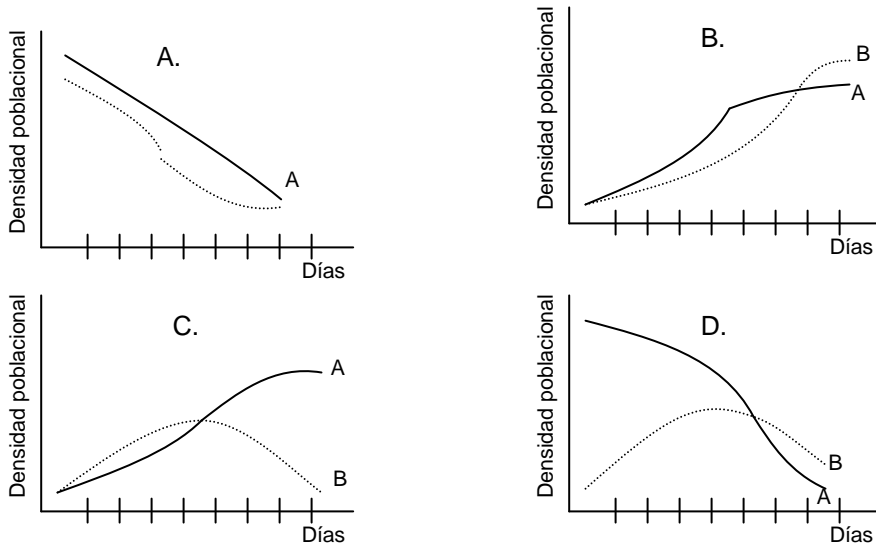 A.
Densidad poblacional
A
Días
B.
Densidad poblacional
B
A
Días
C.
Densidad poblacional
A
B
Días
D.
Densidad poblacional
B
A
Días